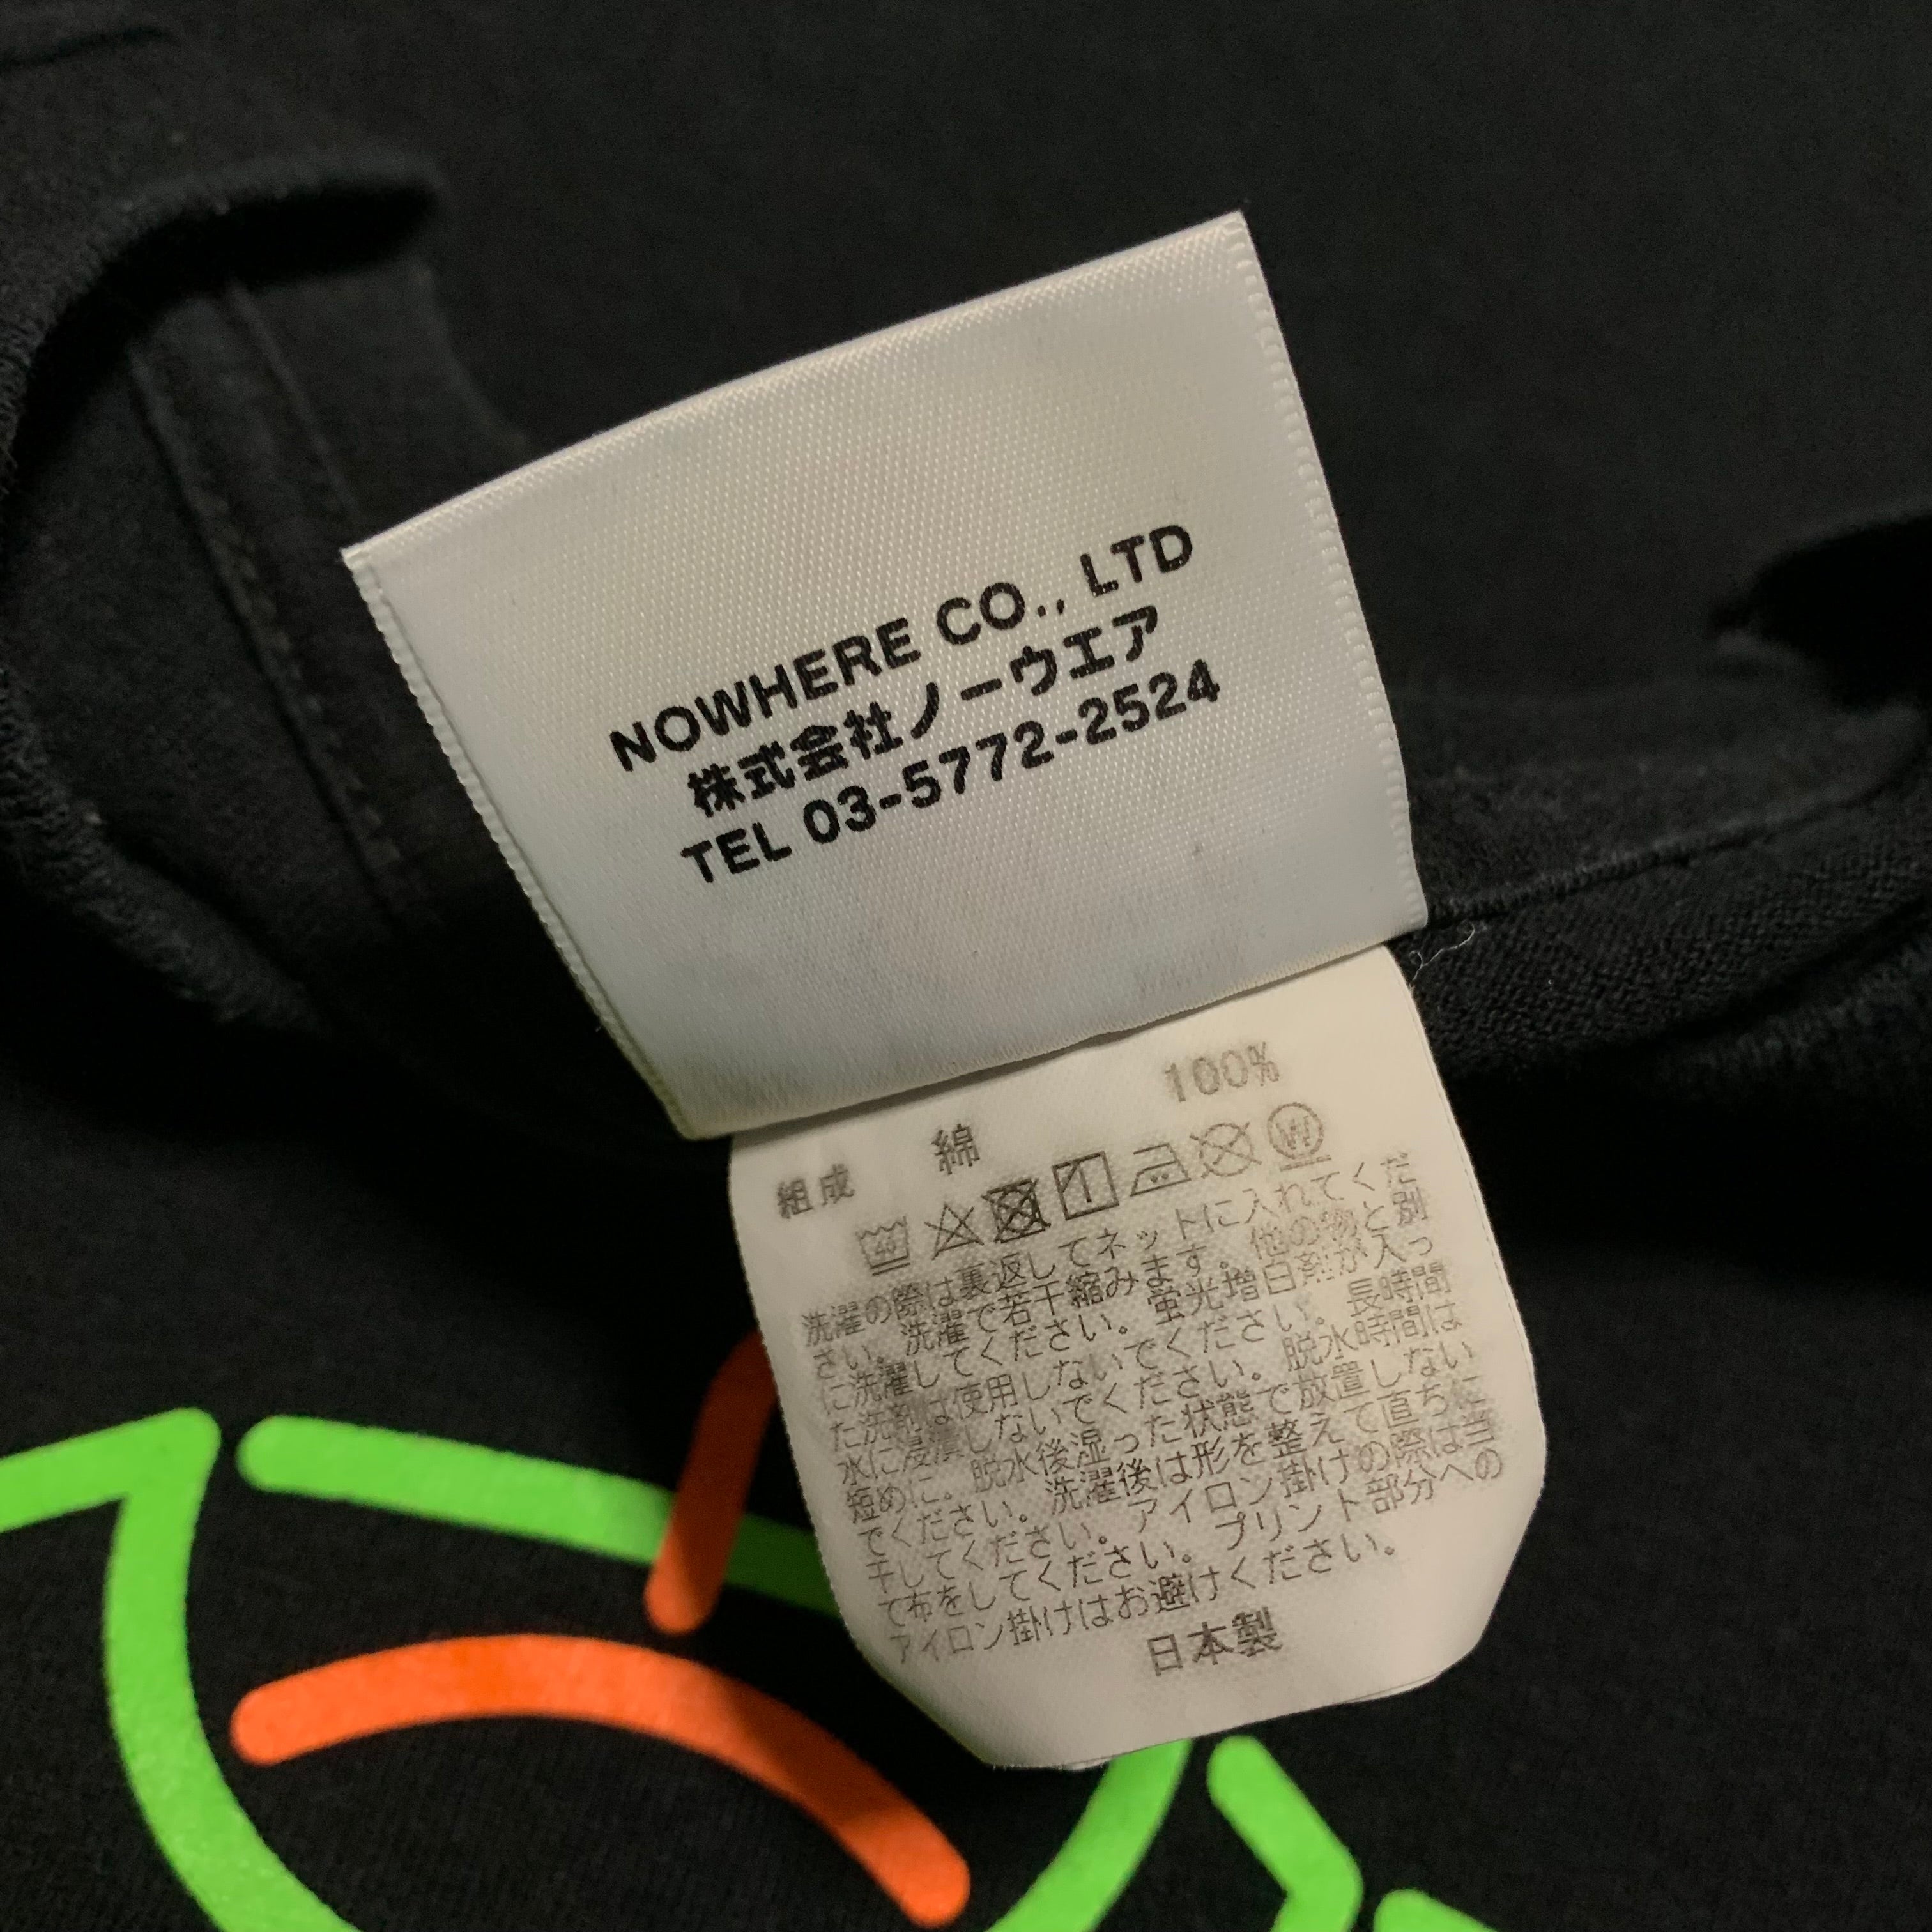 NOWHERE CO., LTD
株式会社ノーウエア
TEL 03-5772-2524
100%
組成 綿
40 W
洗濯の際は裏返してネットに入れてくだ
さい。洗濯で若干縮みます。他の物と別
に洗濯してください。蛍光増白剤が入っ
た洗剤は使用しないでください。長時間
水に浸漬しないでください。脱水時間は
短めに。脱水後湿った状態で放置しない
でください。洗濯後は形を整えて直ちに
干してください。アイロン掛けの際は当
て布をしてください。プリント部分への
アイロン掛けはお避けください。
日本製